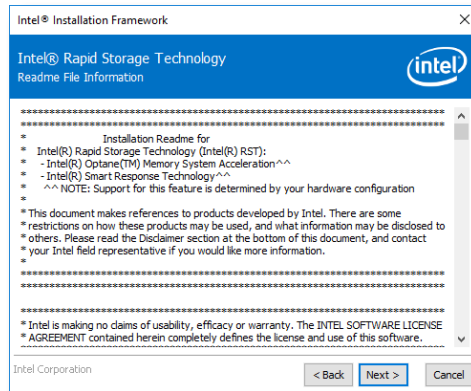 Intel® Installation Framework
Intel® Rapid Storage Technology
Readme File Information
intel
********************************************************************************
********************************************************************************
* Installation Readme for
* Intel(R) Rapid Storage Technology (Intel(R) RST):
* - Intel(R) Optane(TM) Memory System Acceleration^^
* - Intel(R) Smart Response Technology^^
* ^^ NOTE: Support for this feature is determined by your hardware configuration
*
* This document makes references to products developed by Intel. There are some
* restrictions on how these products may be used, and what information may be disclosed to
* others. Please read the Disclaimer section at the bottom of this document, and contact
* your Intel field representative if you would like more information.
*
********************************************************************************
********************************************************************************
********************************************************************************
* Intel is making no claims of usability, efficacy or warranty. The INTEL SOFTWARE LICENSE
* AGREEMENT contained herein completely defines the license and use of this software.
********************************************************************************
Intel Corporation
< Back
Next >
Cancel